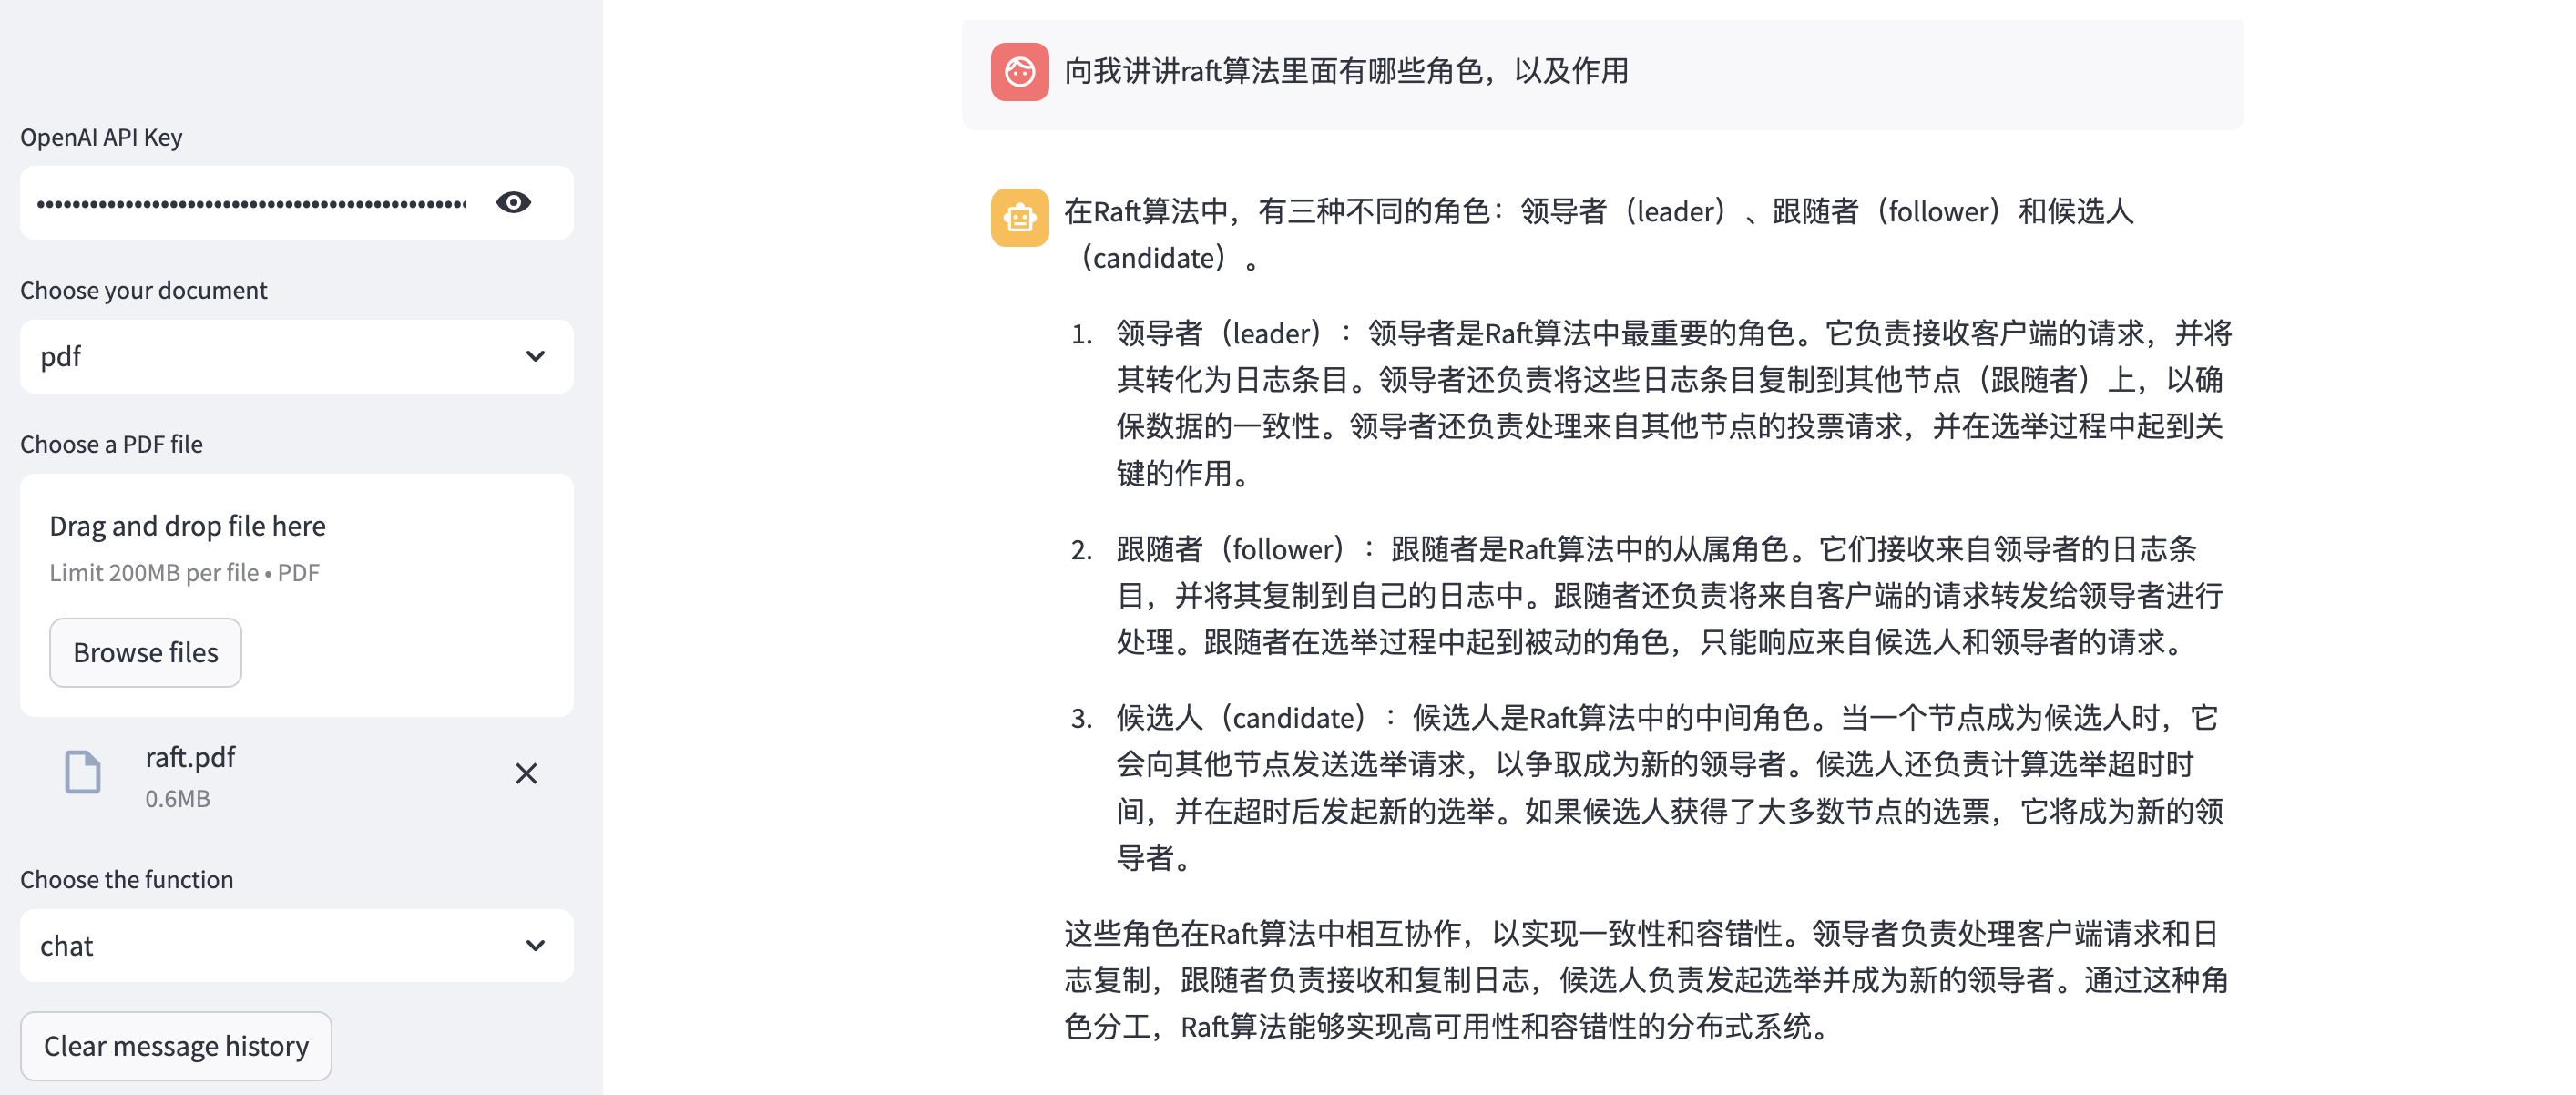 OpenAI API Key
Choose your document
pdf
Choose a PDF file
Drag and drop file here
Limit 200MB per file • PDF
Browse files
raft.pdf
0.6MB
Choose the function
chat
Clear message history
向我讲讲raft算法里面有哪些角色，以及作用
在Raft算法中，有三种不同的角色：领导者（leader）、跟随者（follower）和候选人
（candidate）。
1. 领导者（leader）：领导者是Raft算法中最重要的角色。它负责接收客户端的请求，并将
其转化为日志条目。领导者还负责将这些日志条目复制到其他节点（跟随者）上，以确
保数据的一致性。领导者还负责处理来自其他节点的投票请求，并在选举过程中起到关
键的作用。
2. 跟随者（follower）：跟随者是Raft算法中的从属角色。它们接收来自领导者的日志条
目，并将其复制到自己的日志中。跟随者还负责将来自客户端的请求转发给领导者进行
处理。跟随者在选举过程中起到被动的角色，只能响应来自候选人和领导者的请求。
3. 候选人（candidate）：候选人是Raft算法中的中间角色。当一个节点成为候选人时，它
会向其他节点发送选举请求，以争取成为新的领导者。候选人还负责计算选举超时时
间，并在超时后发起新的选举。如果候选人获得了大多数节点的选票，它将成为新的领
导者。
这些角色在Raft算法中相互协作，以实现一致性和容错性。领导者负责处理客户端请求和日
志复制，跟随者负责接收和复制日志，候选人负责发起选举并成为新的领导者。通过这种角
色分工，Raft算法能够实现高可用性和容错性的分布式系统。